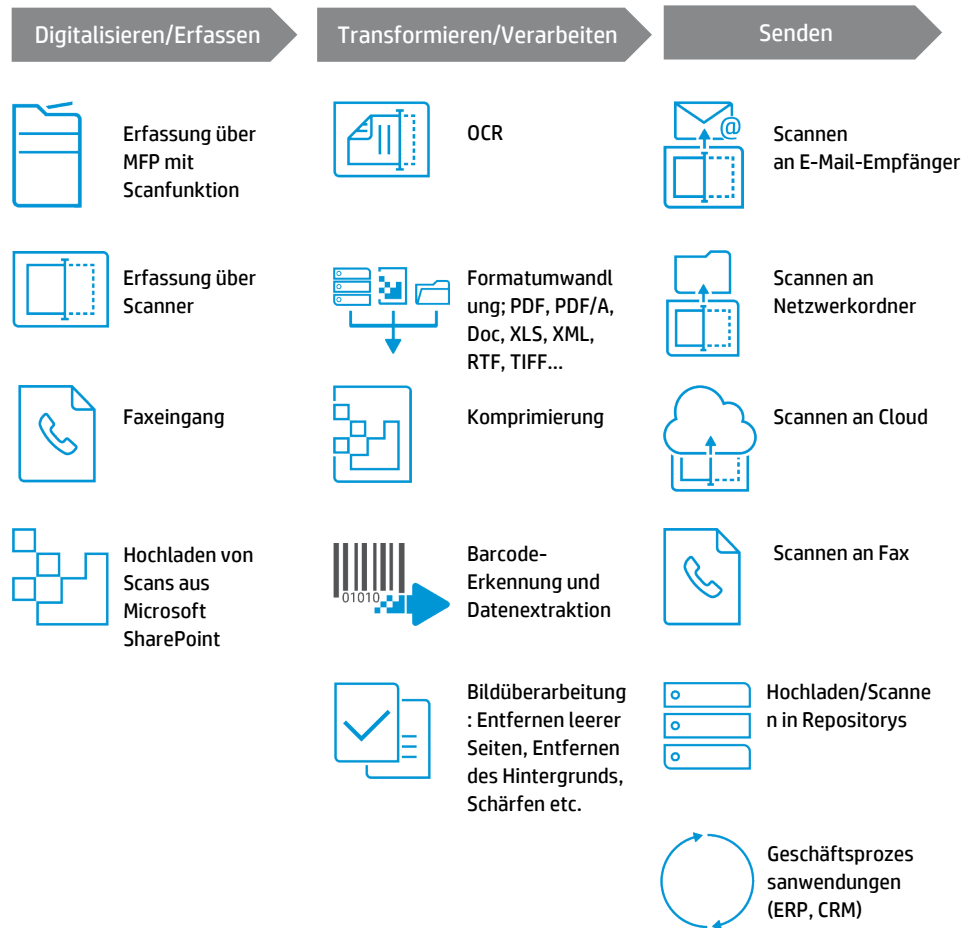 Digitalisieren/Erfassen
Transformieren/Verarbeiten
Senden
Erfassung über
MFP mit
Scanfunktion
Erfassung über
Scanner
Faxeingang
Hochladen von
Scans aus
Microsoft
SharePoint
OCR
Formatumwandl
ung; PDF, PDF/A,
Doc, XLS, XML,
RTF, TIFF...
Komprimierung
01010
Barcode-
Erkennung und
Datenextraktion
Bildüberarbeitung
: Entfernen leerer
Seiten, Entfernen
des Hintergrunds,
Schärfen etc.
@
Scannen
an E-Mail-Empfänger
Scannen an
Netzwerkordner
Scannen an Cloud
Scannen an Fax
Hochladen/Scanne
n in Repositorys
Geschäftsprozes
sanwendungen
(ERP, CRM)